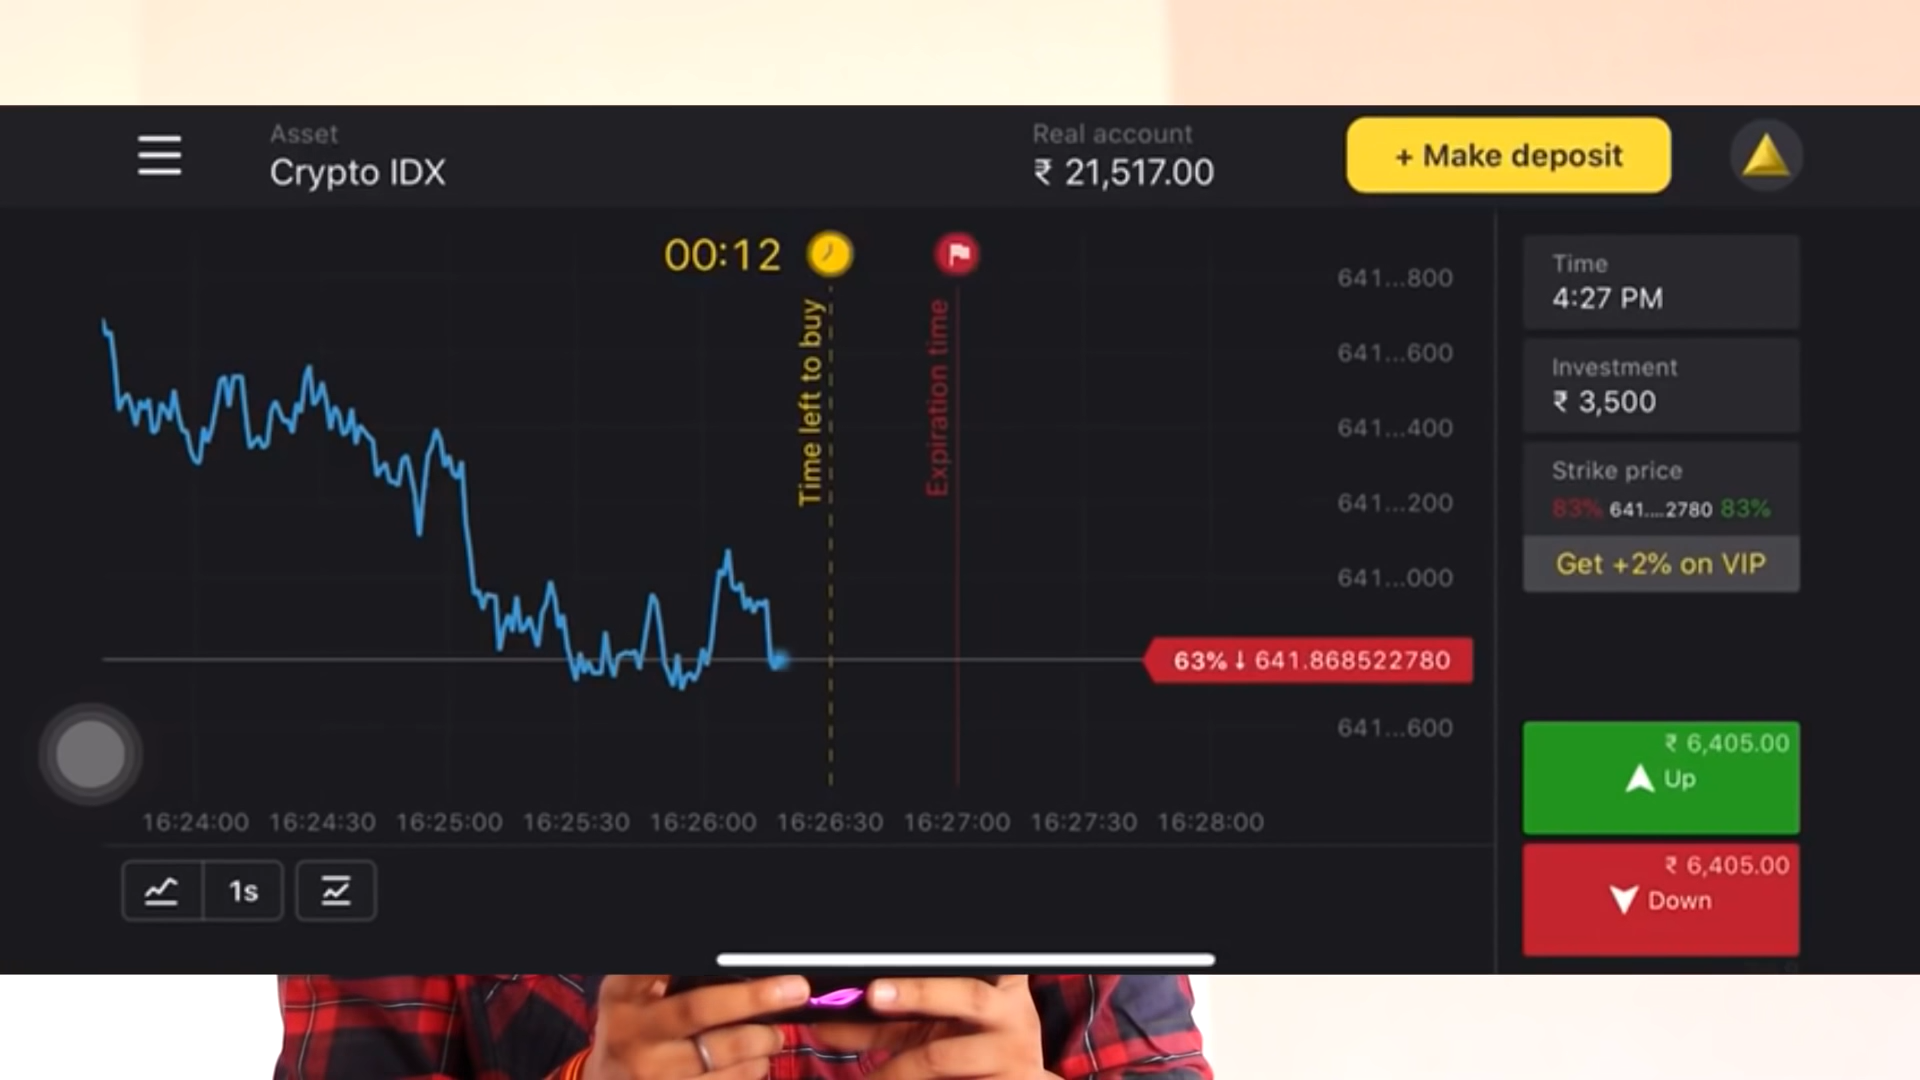 Asset
Crypto IDX
Real account
₹ 21,517.00
+ Make deposit
00:12
Time left to buy
Expiration time
641...800
641...600
641...400
641...200
641...000
63% ↓ 641.868522780
641...600
16:24:00 16:24:30 16:25:00 16:25:30 16:26:00 16:26:30 16:27:00 16:27:30 16:28:00
1s
Time
4:27 PM
Investment
₹ 3,500
Strike price
83% 641....2780 83%
Get +2% on VIP
₹ 6,405.00
Up
₹ 6,405.00
Down